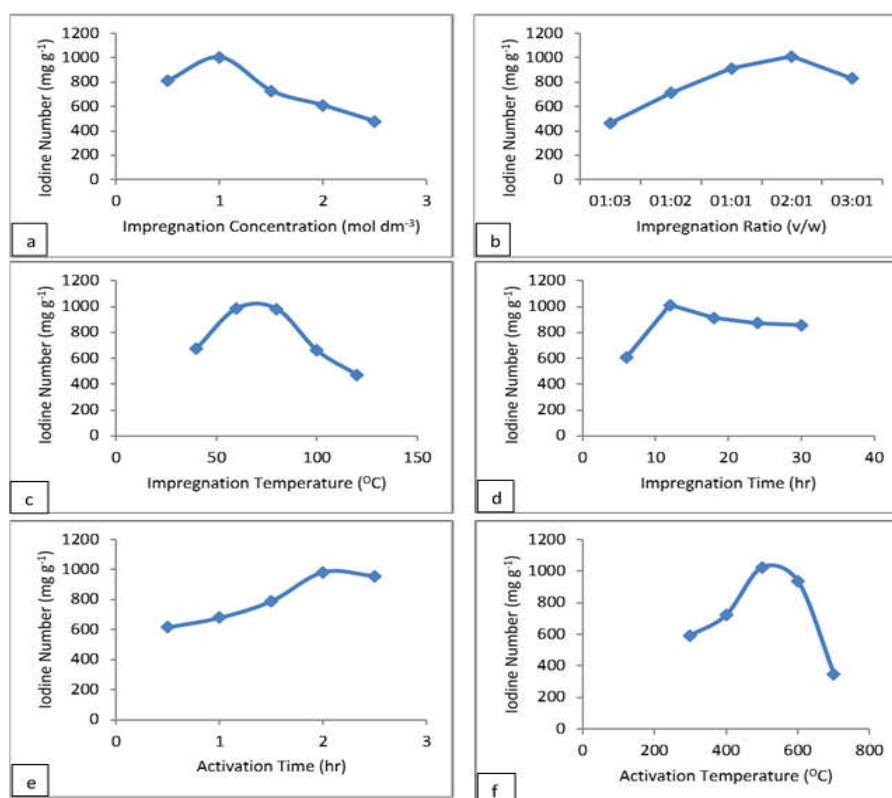 Iodine Number (mg g⁻¹)
1200
1000
800
600
400
200
0
0 1 2 3
Impregnation Concentration (mol dm⁻³)
a
Iodine Number (mg g⁻¹)
1200
1000
800
600
400
200
0
01:03 01:02 01:01 02:01 03:01
Impregnation Ratio (v/w)
b
Iodine Number (mg g⁻¹)
1200
1000
800
600
400
200
0
0 50 100 150
Impregnation Temperature (ᴼC)
c
Iodine Number (mg g⁻¹)
1200
1000
800
600
400
200
0
0 10 20 30 40
Impregnation Time (hr)
d
Iodine Number (mg g⁻¹)
1200
1000
800
600
400
200
0
0 1 2 3
Activation Time (hr)
e
Iodine Number (mg g⁻¹)
1200
1000
800
600
400
200
0
0 200 400 600 800
Activation Temperature (ᴼC)
f